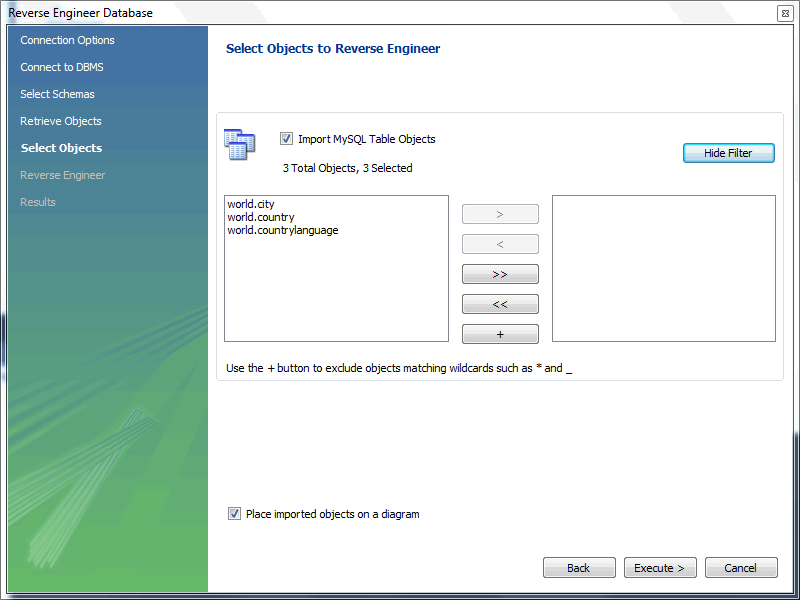 Reverse Engineer Database
Connection Options
Connect to DBMS
Select Schemas
Retrieve Objects
Select Objects
Reverse Engineer
Results
Select Objects to Reverse Engineer
Import MySQL Table Objects
3 Total Objects, 3 Selected
Hide Filter
world.city
world.country
world.countrylanguage
>
<
>>
<<
+
Use the + button to exclude objects matching wildcards such as * and _
Place imported objects on a diagram
Back
Execute >
Cancel